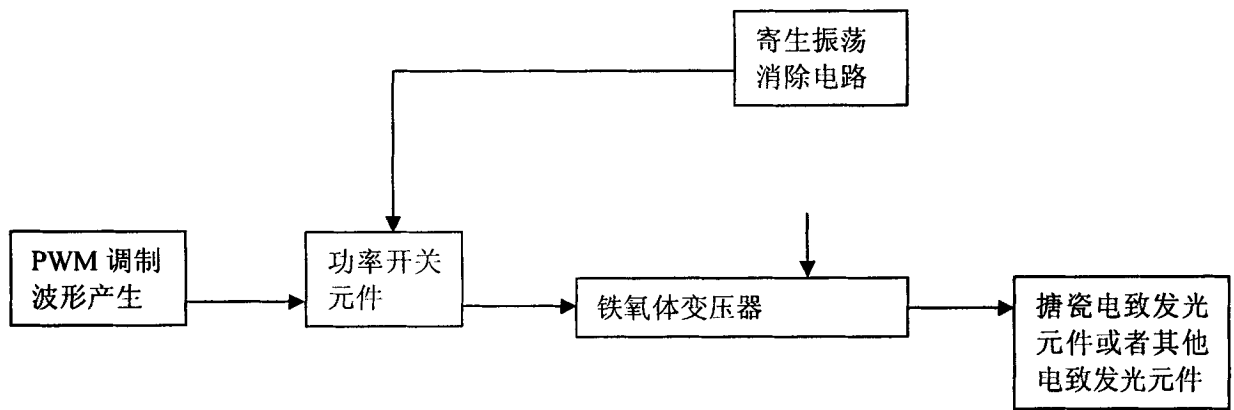 寄生振荡
消除电路
PWM 调制
波形产生
功率开关
元件
铁氧体变压器
搪瓷电致发光
元件或者其他
电致发光元件